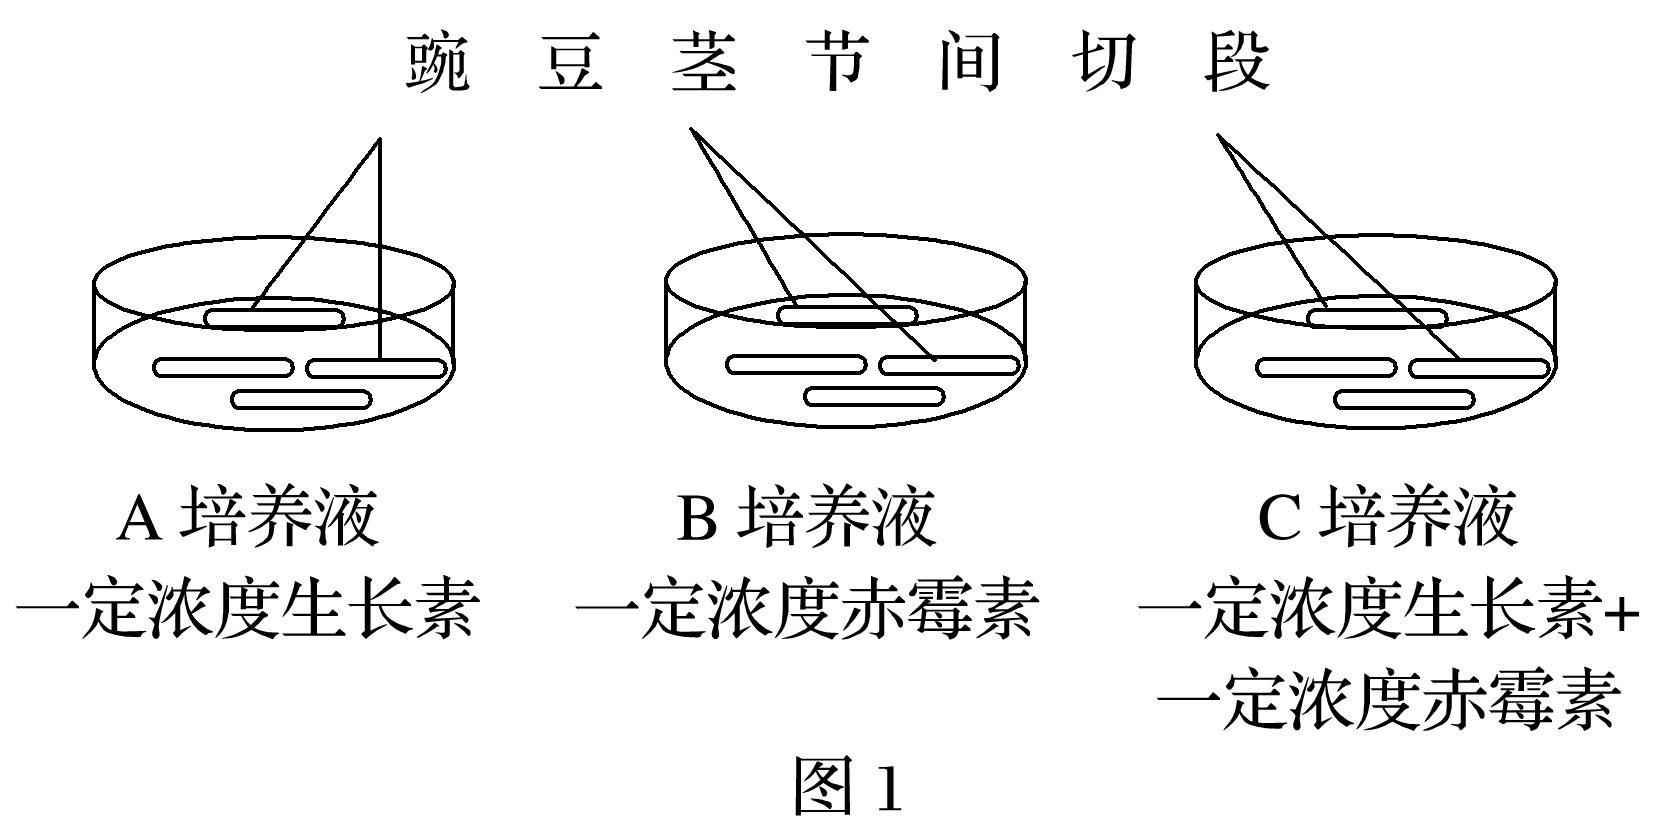 豌豆茎节间切段
A 培养液
一定浓度生长素
B 培养液
一定浓度赤霉素
C 培养液
一定浓度生长素+
一定浓度赤霉素
图 1